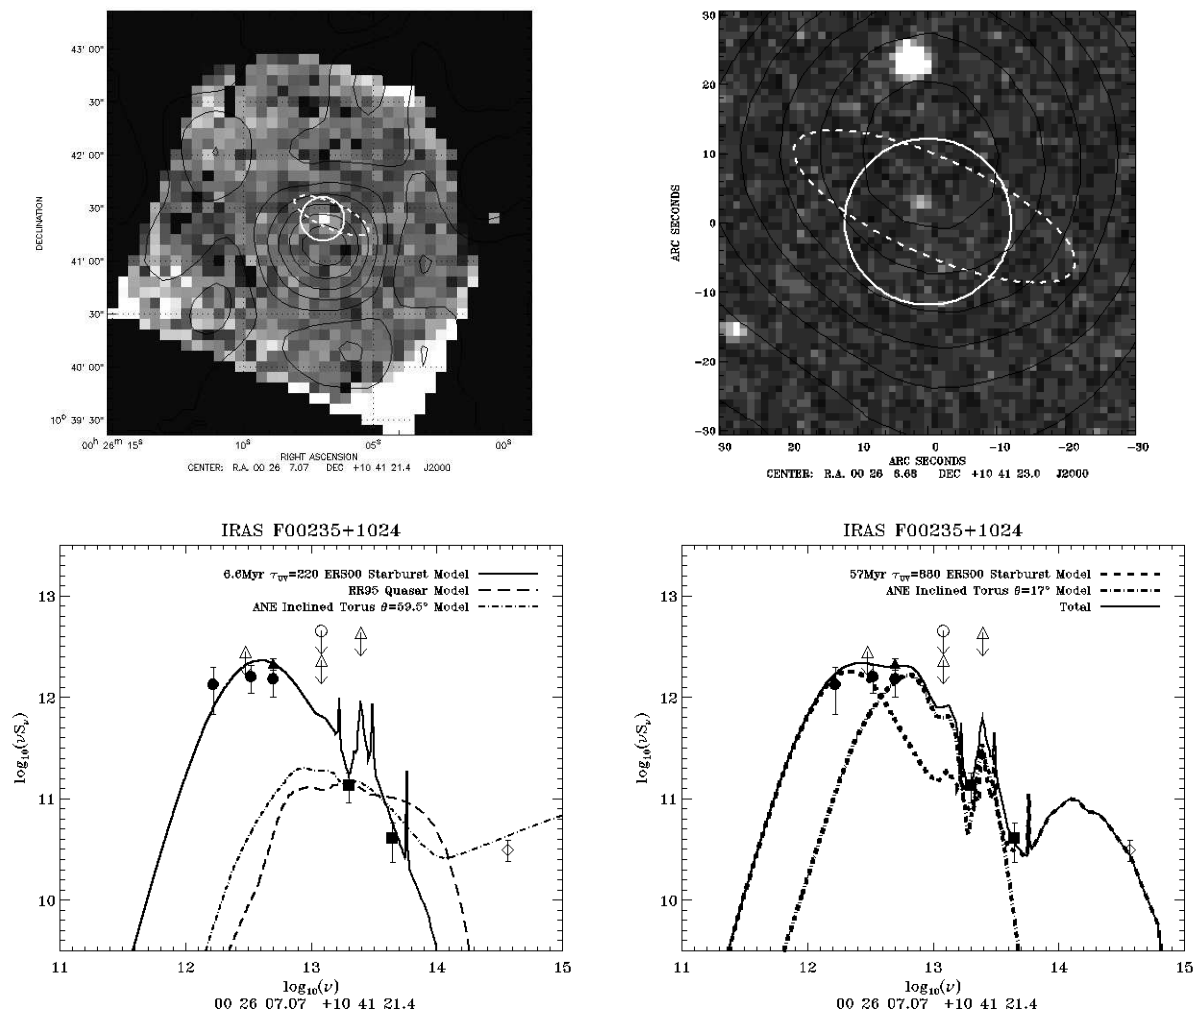 43' 00"
30"
42' 00"
30"
41' 00"
30"
40' 00"
10° 39' 30"
DECLINATION
00h 26m 15s 10s 05s 00s
RIGHT ASCENSION
CENTER: R.A. 00 26 7.07 DEC +10 41 21.4 J2000
30
20
10
0
-10
-20
-30
ARC SECONDS
30 20 10 0 -10 -20 -30
ARC SECONDS
CENTER: R.A. 00 26 6.68 DEC +10 41 23.0 J2000
IRAS F00235+1024
6.6Myr τUV=220 ERS00 Starburst Model
RR95 Quasar Model
ANE Inclined Torus θ=59.5° Model
13
12
11
10
log10(νSν)
11 12 13 14 15
log10(ν)
00 26 07.07 +10 41 21.4
IRAS F00235+1024
57Myr τUV=880 ERS00 Starburst Model
ANE Inclined Torus θ=17° Model
Total
13
12
11
10
log10(νSν)
11 12 13 14 15
log10(ν)
00 26 07.07 +10 41 21.4